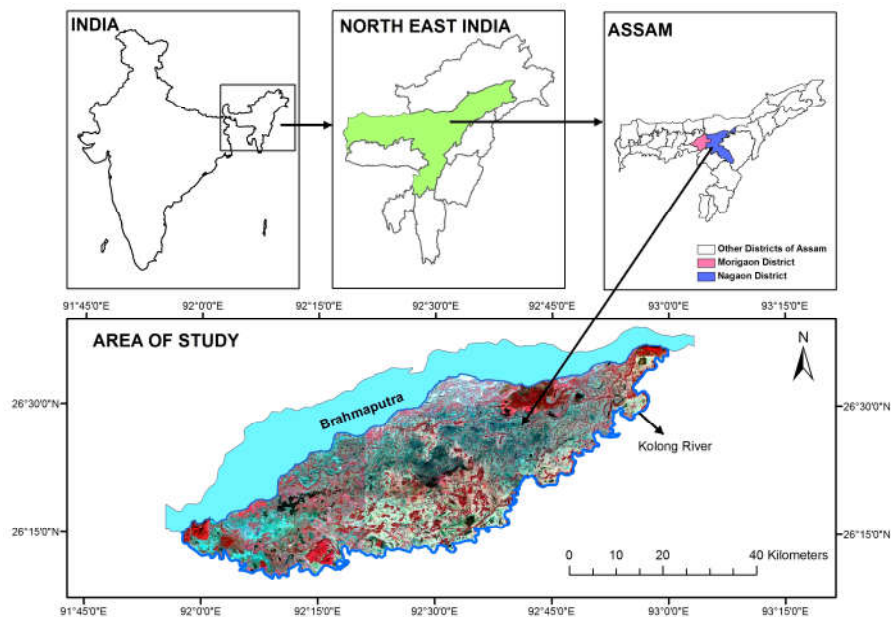 INDIA
NORTH EAST INDIA
ASSAM
Other Districts of Assam
Morigaon District
Nagaon District
91°45'0"E
92°0'0"E
92°15'0"E
92°30'0"E
92°45'0"E
93°0'0"E
93°15'0"E
AREA OF STUDY
N
Brahmaputra
26°30'0"N
26°30'0"N
Kolong River
26°15'0"N
26°15'0"N
0 10 20 40 Kilometers
91°45'0"E
92°0'0"E
92°15'0"E
92°30'0"E
92°45'0"E
93°0'0"E
93°15'0"E